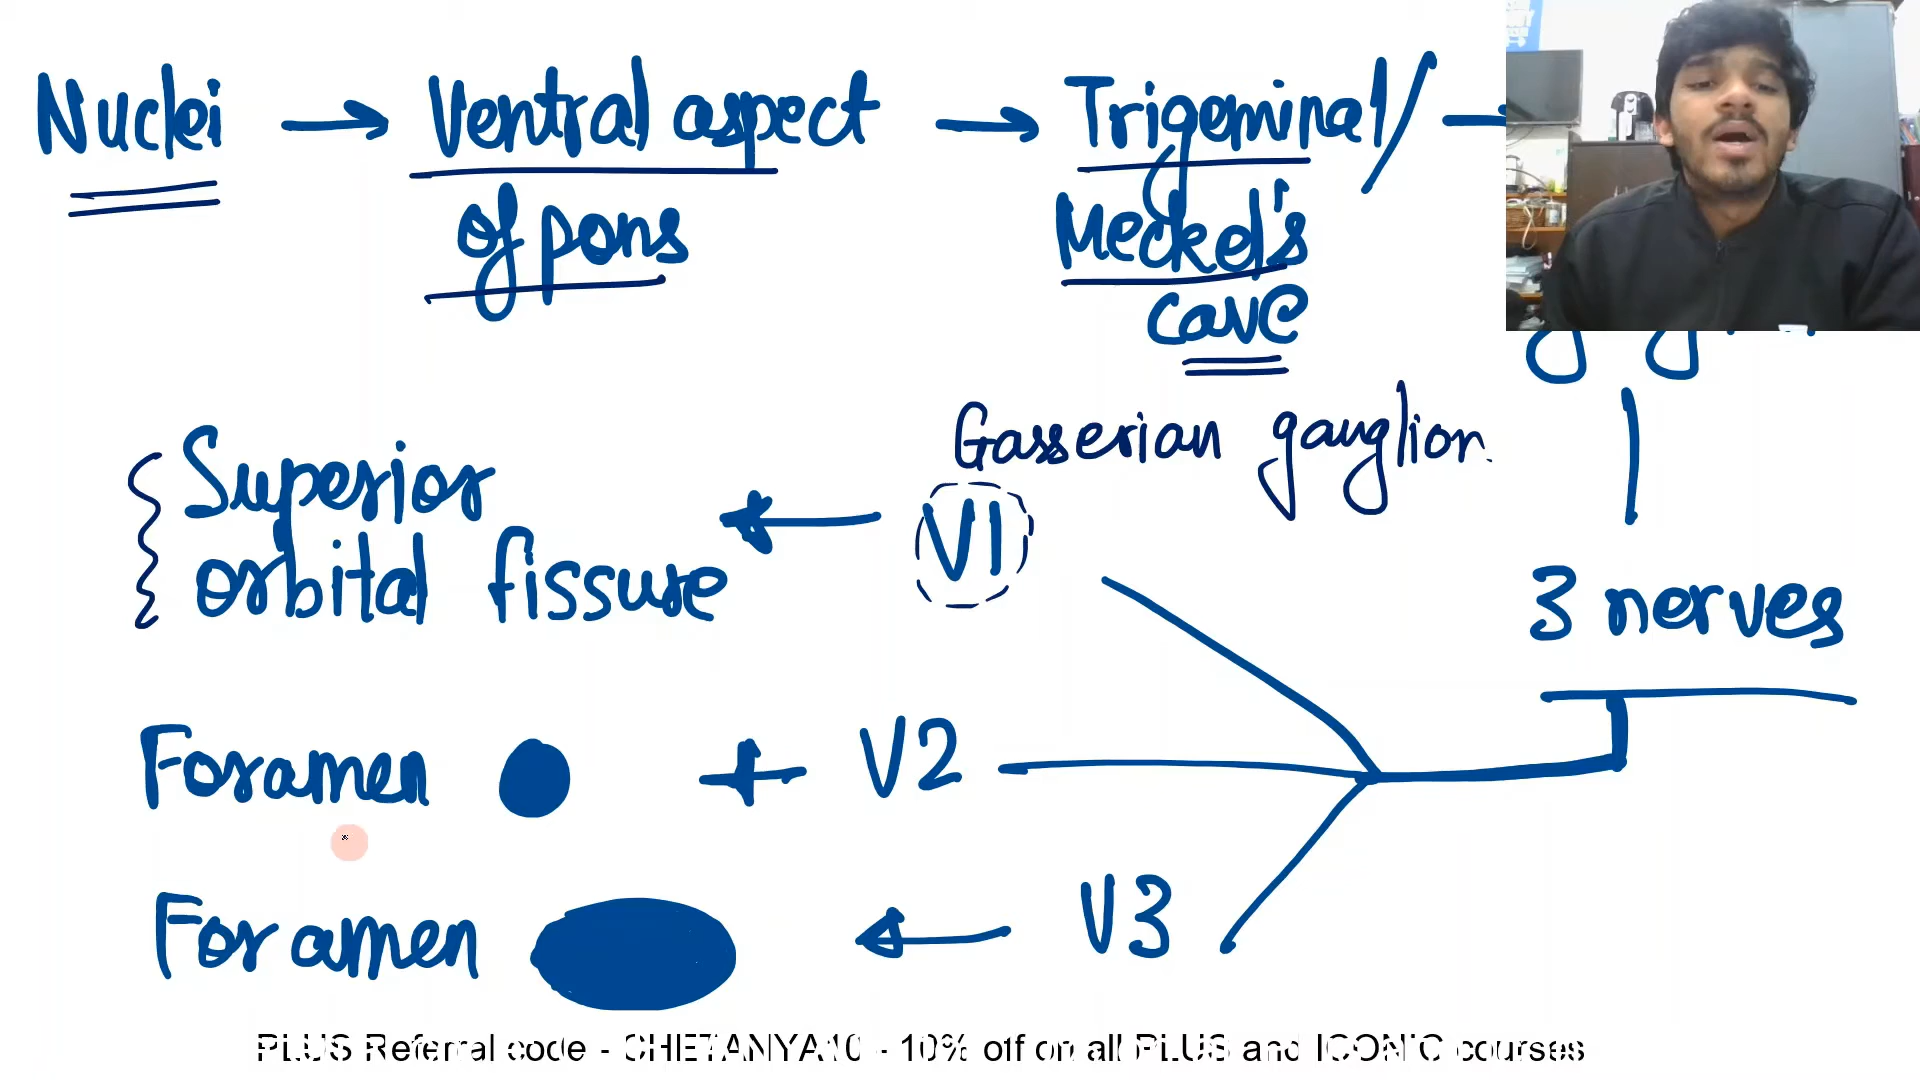 Nuclei → Ventral aspect → Trigeminal/ →
of pons
Meckel's
cave
Gasserian ganglion
Superior
orbital fissure ← V1
3 nerves
Foramen V2
Foramen ← V3
PLUS Referral code - CHETANYA10 - 10% off on all PLUS and ICONIC courses